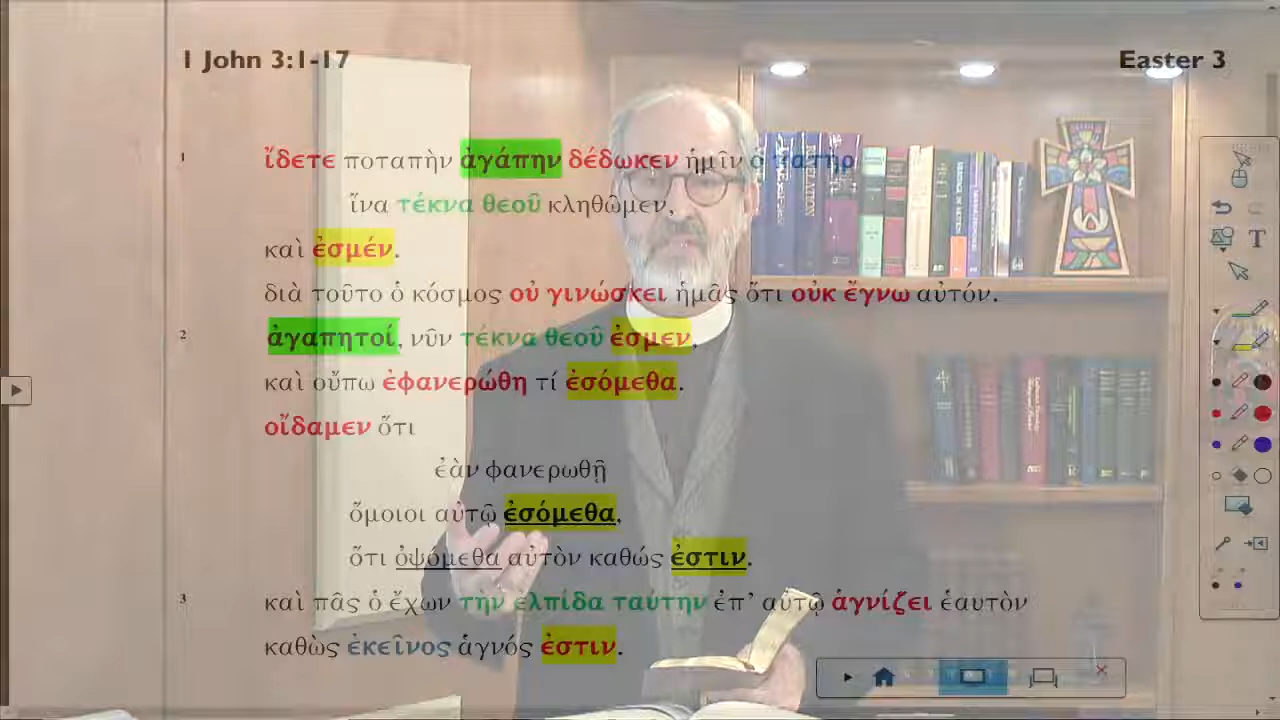 1 John 3:1-17
Easter 3
1 ἴδετε ποταπὴν ἀγάπην δέδωκεν ἡμῖν ὁ πατὴρ
ἵνα τέκνα θεοῦ κληθῶμεν,
καὶ ἐσμέν.
διὰ τοῦτο ὁ κόσμος οὐ γινώσκει ἡμᾶς ὅτι οὐκ ἔγνω αὐτόν.
2 ἀγαπητοί, νῦν τέκνα θεοῦ ἐσμεν,
καὶ οὔπω ἐφανερώθη τί ἐσόμεθα.
οἴδαμεν ὅτι
ἐὰν φανερωθῇ
ὅμοιοι αὐτῷ ἐσόμεθα,
ὅτι ὀψόμεθα αὐτὸν καθώς ἐστιν.
3 καὶ πᾶς ὁ ἔχων τὴν ἐλπίδα ταύτην ἐπ’ αὐτῷ ἁγνίζει ἑαυτὸν
καθὼς ἐκεῖνος ἁγνός ἐστιν.
T